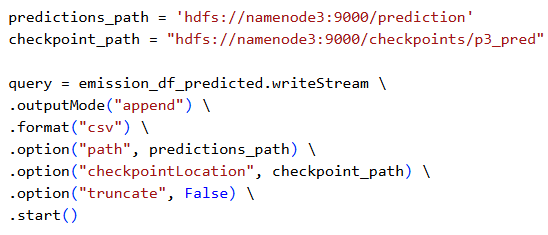 predictions_path = 'hdfs://namenode3:9000/prediction'
checkpoint_path = "hdfs://namenode3:9000/checkpoints/p3_pred"

query = emission_df_predicted.writeStream \
.outputMode("append") \
.format("csv") \
.option("path", predictions_path) \
.option("checkpointLocation", checkpoint_path) \
.option("truncate", False) \
.start()